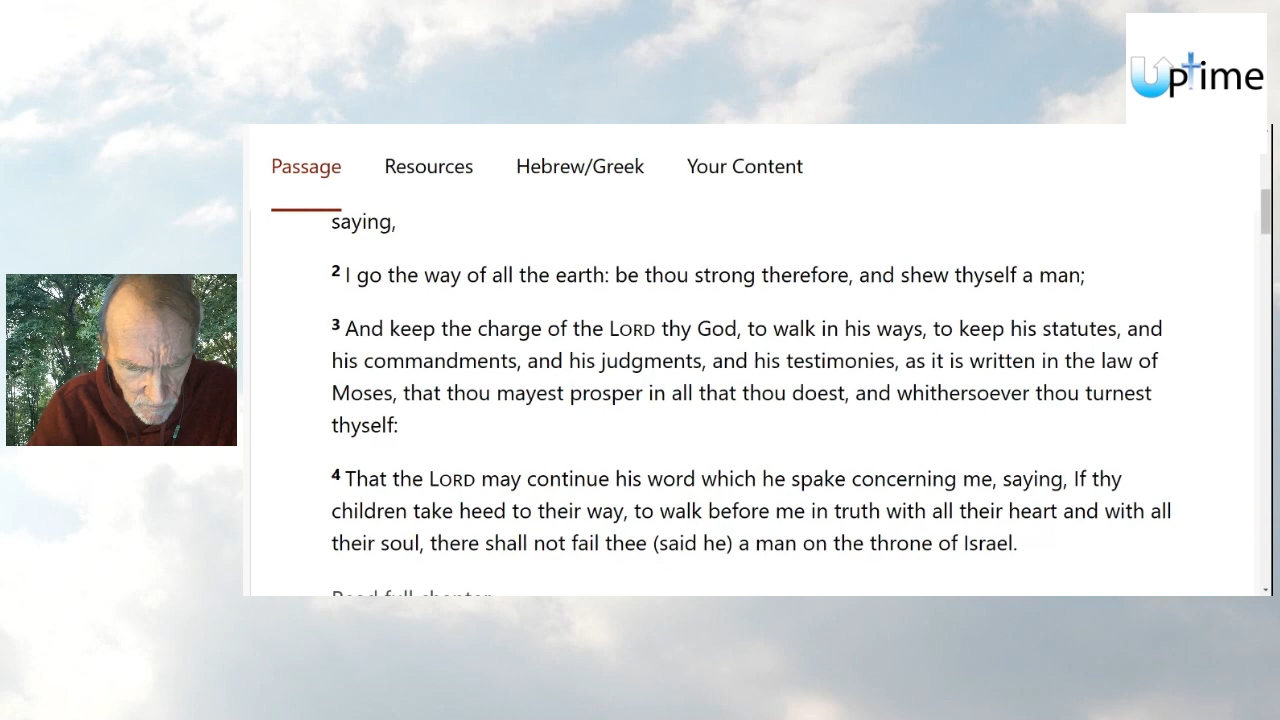 Uptime
Passage Resources Hebrew/Greek Your Content
saying,
2 I go the way of all the earth: be thou strong therefore, and shew thyself a man;
3 And keep the charge of the LORD thy God, to walk in his ways, to keep his statutes, and
his commandments, and his judgments, and his testimonies, as it is written in the law of
Moses, that thou mayest prosper in all that thou doest, and whithersoever thou turnest
thyself:
4 That the LORD may continue his word which he spake concerning me, saying, If thy
children take heed to their way, to walk before me in truth with all their heart and with all
their soul, there shall not fail thee (said he) a man on the throne of Israel.
Read full chapter